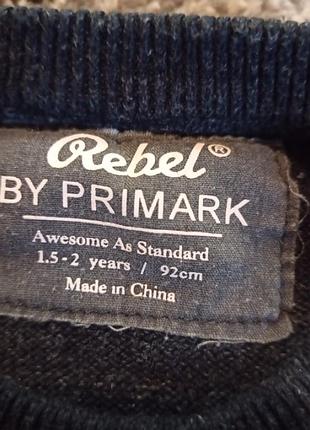 Rebel®
BY PRIMARK
Awesome As Standard
1.5-2 years / 92cm
Made in China